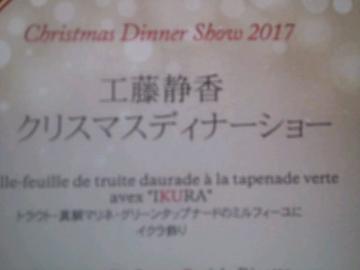 Christmas Dinner Show 2017
工藤静香
クリスマスディナーショー
lle-feuille de truite daurade à la tapenade verte
avex "IKURA"
トラウト・真鯛マリネ・グリーンタップナードのミルフィーユに
イクラ飾り